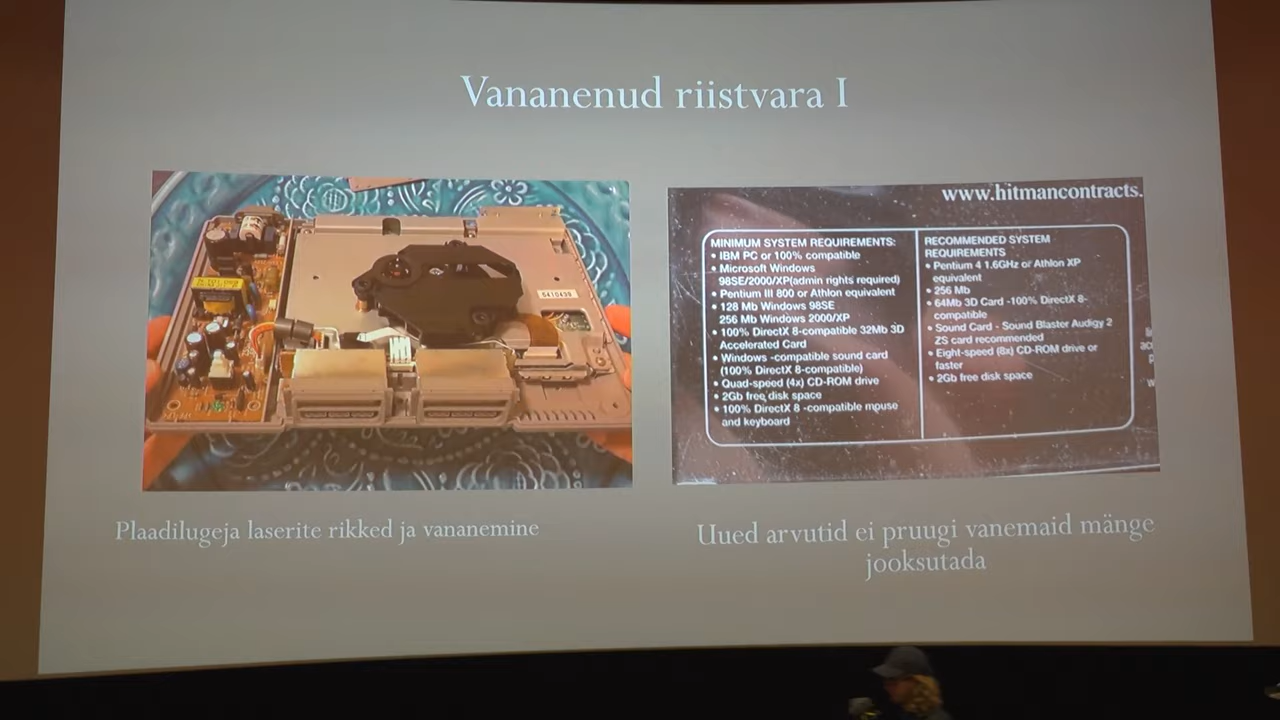 Vananenud riistvara I
5410499
Plaadilugeja laserite rikked ja vananemine
www.hitmancontracts.
MINIMUM SYSTEM REQUIREMENTS:
• IBM PC or 100% compatible
• Microsoft Windows
98SE/2000/XP(admin rights required)
• Pentium III 800 or Athlon equivalent
• 128 Mb Windows 98SE
256 Mb Windows 2000/XP
• 100% DirectX 8-compatible 32Mb 3D
Accelerated Card
• Windows -compatible sound card
(100% DirectX 8-compatible)
• Quad-speed (4x) CD-ROM drive
• 2Gb free disk space
• 100% DirectX 8 -compatible mouse
and keyboard
RECOMMENDED SYSTEM
REQUIREMENTS
• Pentium 4 1.6GHz or Athlon XP
equivalent
• 256 Mb
• 64Mb 3D Card -100% DirectX 8-
compatible
• Sound Card - Sound Blaster Audigy 2
ZS card recommended
• Eight-speed (8x) CD-ROM drive or
faster
• 2Gb free disk space
Uued arvutid ei pruugi vanemaid mänge
jooksutada